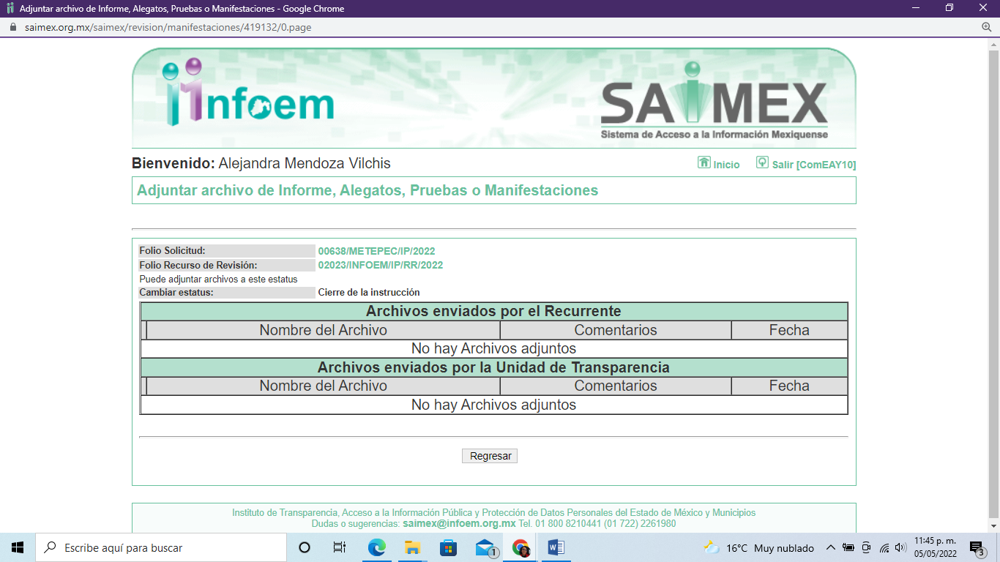 Adjuntar archivo de Informe, Alegatos, Pruebas o Manifestaciones - Google Chrome
saimex.org.mx/saimex/revision/manifestaciones/419132/0.page
infoem
SAIMEX
Sistema de Acceso a la Información Mexiquense
Bienvenido: Alejandra Mendoza Vilchis
Inicio Salir [ComEAY10]
Adjuntar archivo de Informe, Alegatos, Pruebas o Manifestaciones
Folio Solicitud: 00638/METEPEC/IP/2022
Folio Recurso de Revisión: 02023/INFOEM/IP/RR/2022
Puede adjuntar archivos a este estatus
Cambiar estatus: Cierre de la instrucción
Archivos enviados por el Recurrente
Nombre del Archivo Comentarios Fecha
No hay Archivos adjuntos
Archivos enviados por la Unidad de Transparencia
Nombre del Archivo Comentarios Fecha
No hay Archivos adjuntos
Regresar
Instituto de Transparencia, Acceso a la Información Pública y Protección de Datos Personales del Estado de México y Municipios
Dudas o sugerencias: saimex@infoem.org.mx Tel. 01 800 8210441 (01 722) 2261980
Escribe aquí para buscar
1
16°C Muy nublado
11:45 p. m.
05/05/2022
3